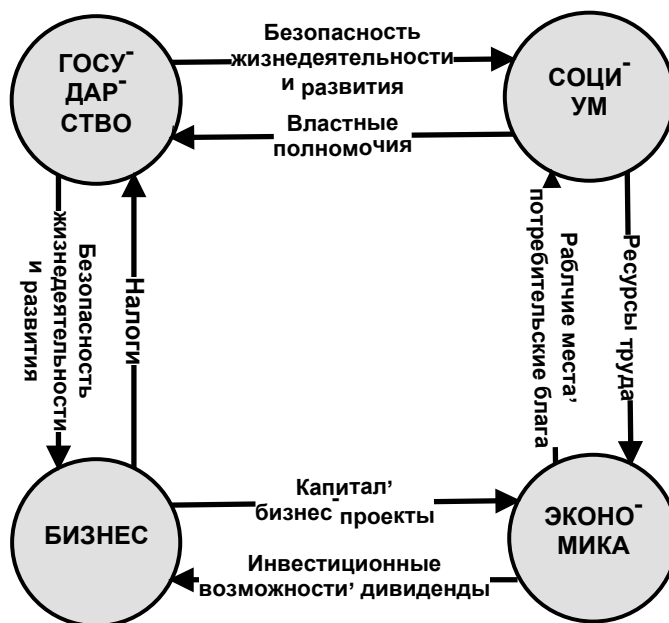 ГОСУ-
ДАР-
СТВО
Безопасность
жизнедеятельности
и развития
СОЦИ-
УМ
Властные
полномочия
Безопасность
жизнедеятельности
и развития
Налоги
Раблчие места,
потребительские блага
Ресурсы труда
БИЗНЕС
Капитал,
бизнес-проекты
ЭКОНО-
МИКА
Инвестиционные
возможности, дивиденды